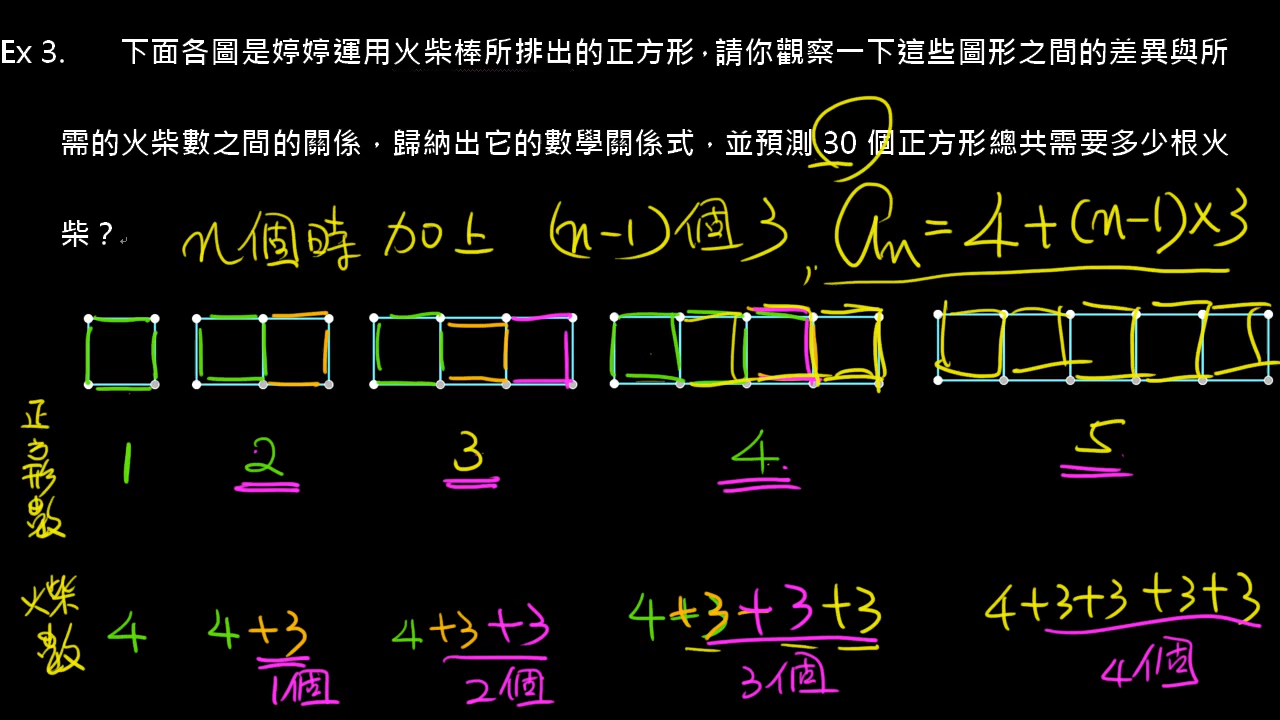 Ex 3. 下面各圖是婷婷運用火柴棒所排出的正方形，請你觀察一下這些圖形之間的差異與所
需的火柴數之間的關係，歸納出它的數學關係式，並預測 30 個正方形總共需要多少根火
柴？
n個時 加上 (n-1)個3, an = 4+(n-1)×3
正方形數 1 2 3 4 5
火柴數 4 4+3 4+3+3 4+3+3+3 4+3+3+3+3
1個 2個 3個 4個